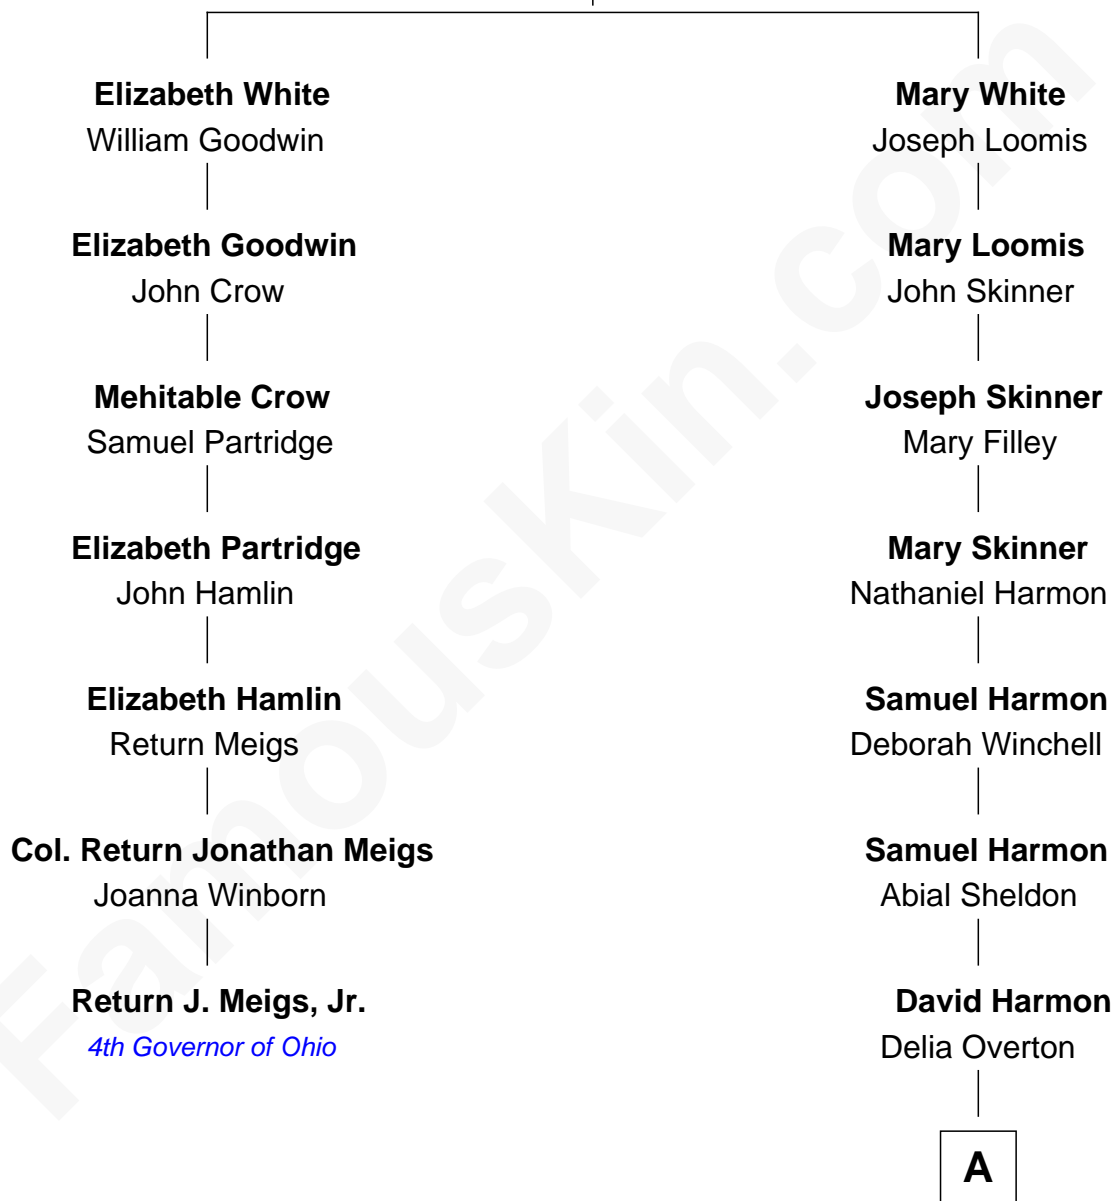 Elizabeth White
William Goodwin
Elizabeth Goodwin
John Crow
Mehitable Crow
Samuel Partridge
Elizabeth Partridge
John Hamlin
Elizabeth Hamlin
Return Meigs
Col. Return Jonathan Meigs
Joanna Winborn
Return J. Meigs, Jr.
4th Governor of Ohio
Mary White
Joseph Loomis
Mary Loomis
John Skinner
Joseph Skinner
Mary Filley
Mary Skinner
Nathaniel Harmon
Samuel Harmon
Deborah Winchell
Samuel Harmon
Abial Sheldon
David Harmon
Delia Overton
A
FamousKin.com